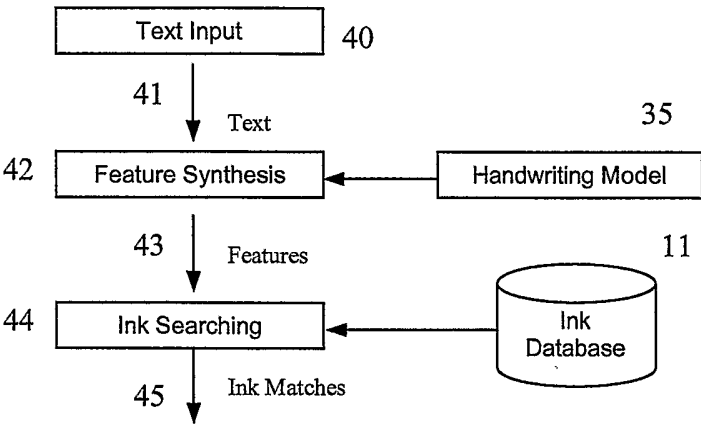 Text Input
40
41
Text
35
42
Feature Synthesis
Handwriting Model
43
Features
11
44
Ink Searching
Ink
Database
45
Ink Matches